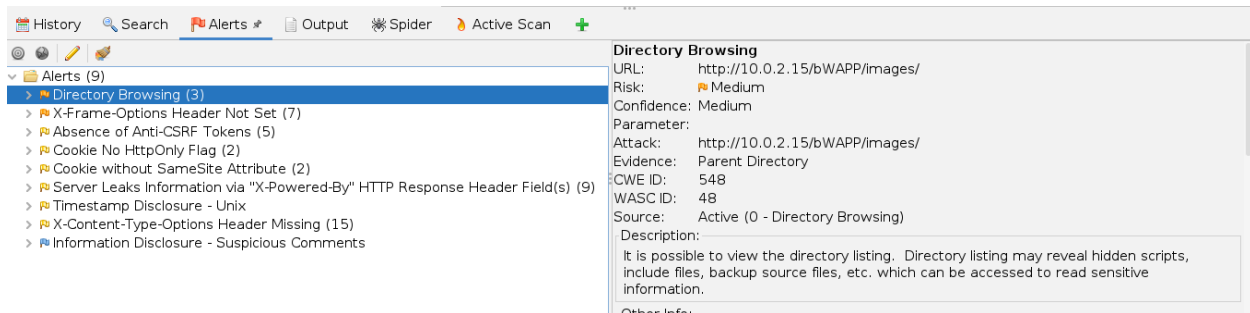 History Search Alerts Output Spider Active Scan
Alerts (9)
Directory Browsing (3)
X-Frame-Options Header Not Set (7)
Absence of Anti-CSRF Tokens (5)
Cookie No HttpOnly Flag (2)
Cookie without SameSite Attribute (2)
Server Leaks Information via "X-Powered-By" HTTP Response Header Field(s) (9)
Timestamp Disclosure - Unix
X-Content-Type-Options Header Missing (15)
Information Disclosure - Suspicious Comments
Directory Browsing
URL: http://10.0.2.15/bWAPP/images/
Risk: Medium
Confidence: Medium
Parameter:
Attack: http://10.0.2.15/bWAPP/images/
Evidence: Parent Directory
CWE ID: 548
WASC ID: 48
Source: Active (0 - Directory Browsing)
Description:
It is possible to view the directory listing. Directory listing may reveal hidden scripts,
include files, backup source files, etc. which can be accessed to read sensitive
information.
Other Info: